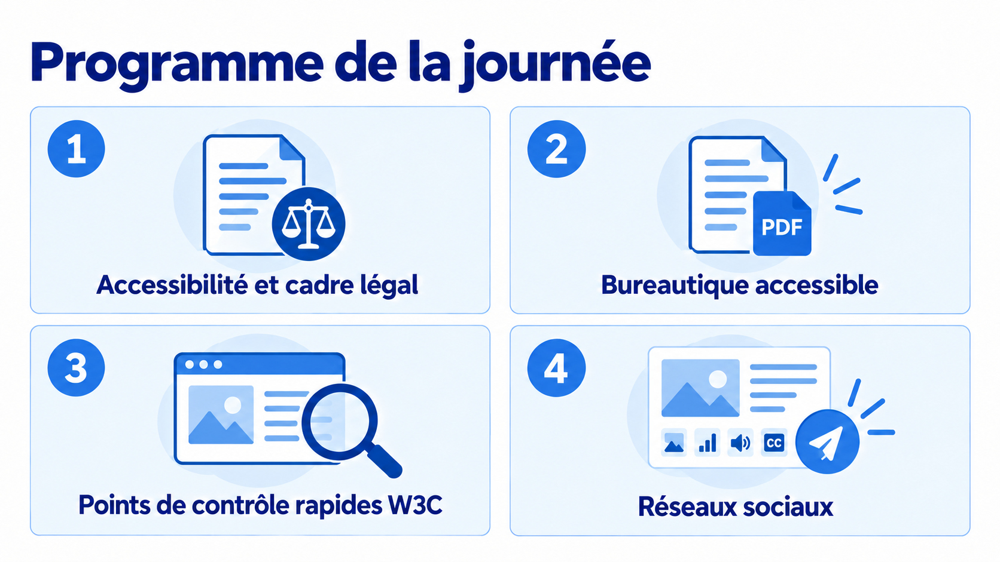 Programme de la journée
1
Accessibilité et cadre légal
2
PDF
Bureautique accessible
3
Points de contrôle rapides W3C
4
CC
Réseaux sociaux